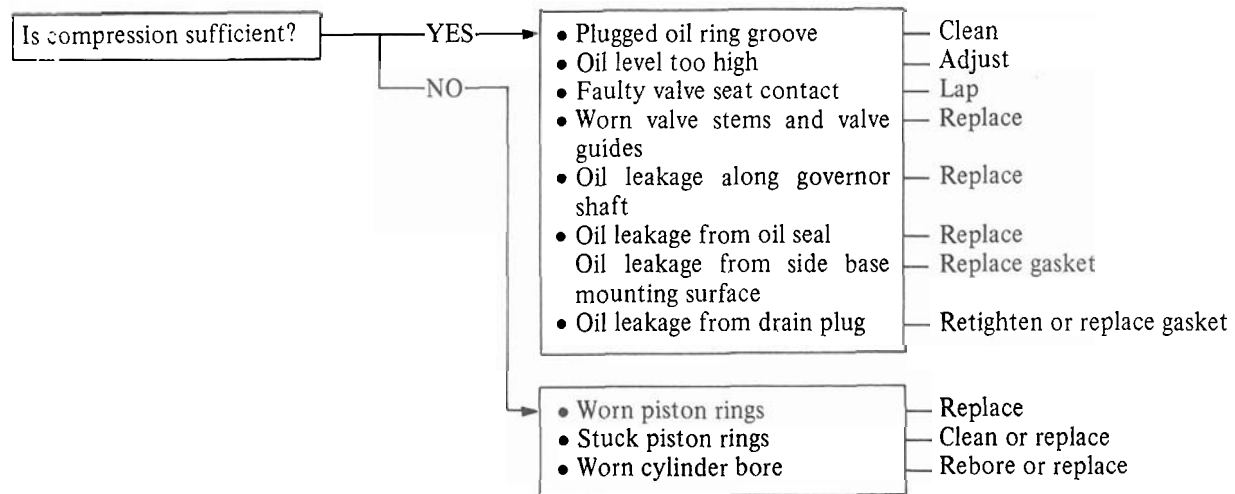 Is compression sufficient?
YES
NO
• Plugged oil ring groove — Clean
• Oil level too high — Adjust
• Faulty valve seat contact — Lap
• Worn valve stems and valve — Replace
guides
• Oil leakage along governor — Replace
shaft
• Oil leakage from oil seal — Replace
Oil leakage from side base — Replace gasket
mounting surface
• Oil leakage from drain plug — Retighten or replace gasket
• Worn piston rings — Replace
• Stuck piston rings — Clean or replace
• Worn cylinder bore — Rebore or replace